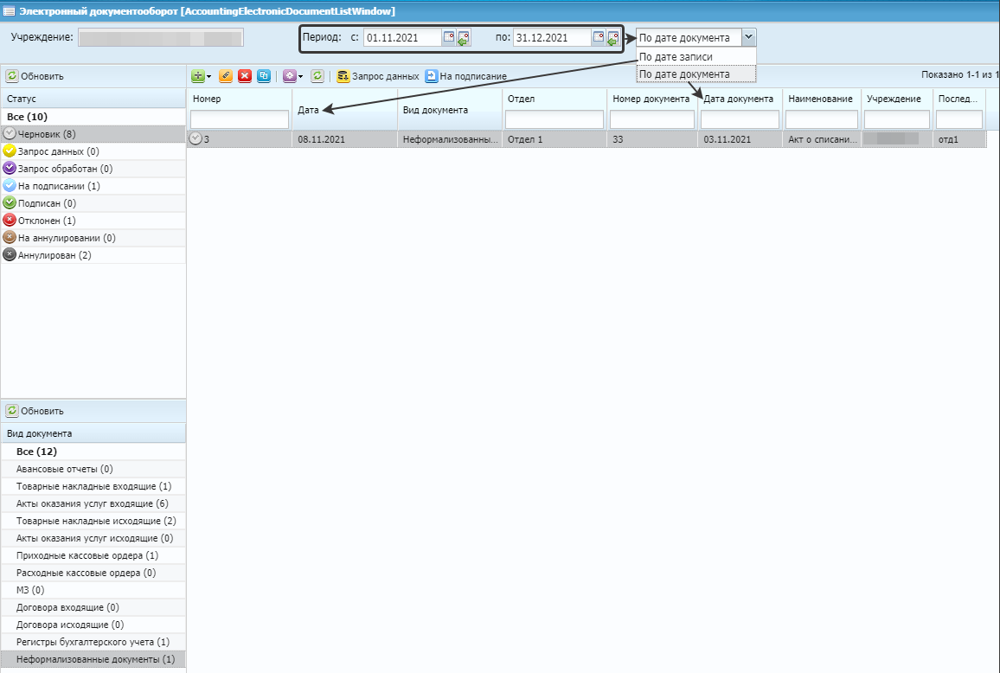 Электронный документооборот [AccountingElectronicDocumentListWindow]
Учреждение: Период: с: 01.11.2021 по: 31.12.2021 По дате документа
По дате записи
По дате документа
Обновить Запрос данных На подписание Показано 1-1 из 1
Статус
Все (10)
Черновик (8)
Запрос данных (0)
Запрос обработан (0)
На подписании (1)
Подписан (0)
Отклонен (1)
На аннулировании (0)
Аннулирован (2)
Номер Дата Вид документа Отдел Номер документа Дата документа Наименование Учреждение Послед...
3 08.11.2021 Неформализованны... Отдел 1 33 03.11.2021 Акт о списани... отд1
Обновить
Вид документа
Все (12)
Авансовые отчеты (0)
Товарные накладные входящие (1)
Акты оказания услуг входящие (6)
Товарные накладные исходящие (2)
Акты оказания услуг исходящие (0)
Приходные кассовые ордера (1)
Расходные кассовые ордера (0)
МЗ (0)
Договора входящие (0)
Договора исходящие (0)
Регистры бухгалтерского учета (1)
Неформализованные документы (1)